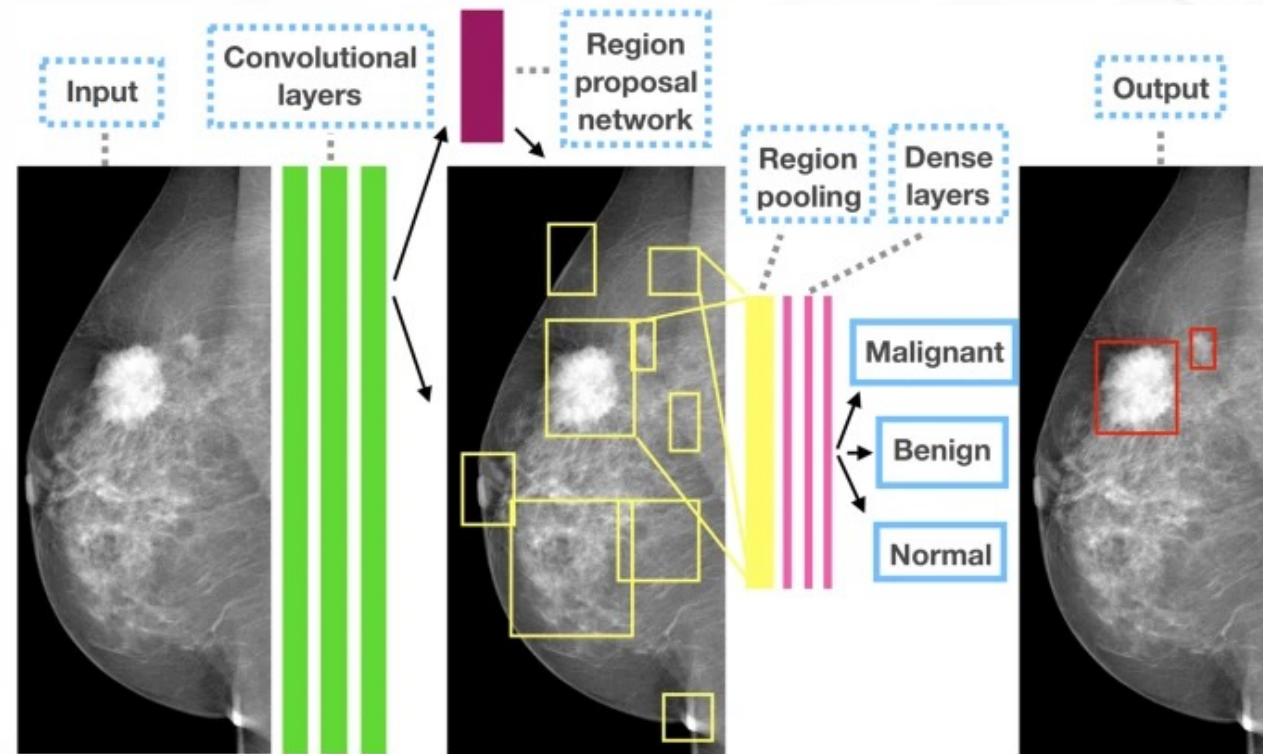 Input
Convolutional
layers
Region
proposal
network
Region
pooling
Dense
layers
Output
Malignant
Benign
Normal